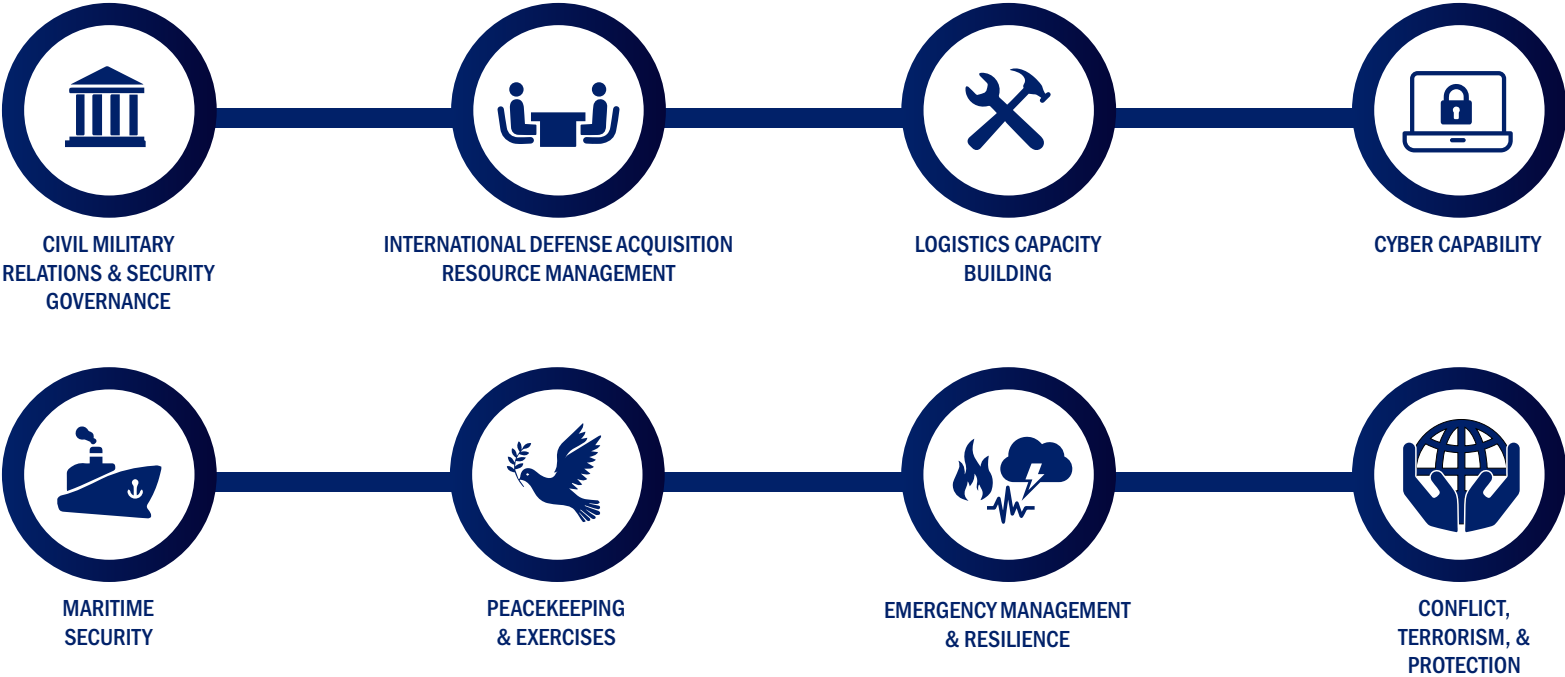 CIVIL MILITARY
RELATIONS & SECURITY
GOVERNANCE
INTERNATIONAL DEFENSE ACQUISITION
RESOURCE MANAGEMENT
LOGISTICS CAPACITY
BUILDING
CYBER CAPABILITY
MARITIME
SECURITY
PEACEKEEPING
& EXERCISES
EMERGENCY MANAGEMENT
& RESILIENCE
CONFLICT,
TERRORISM, &
PROTECTION